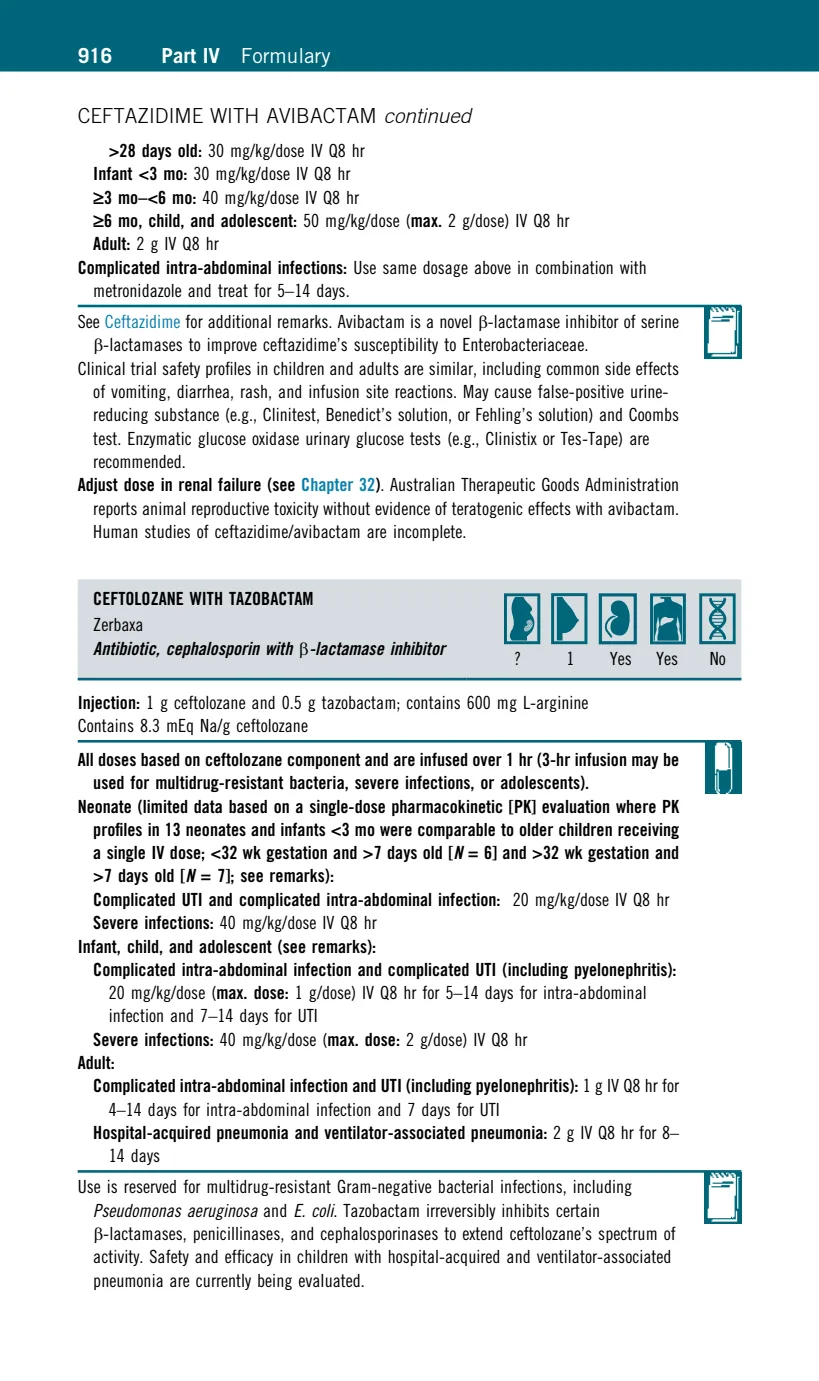 916 Part IV Formulary
CEFTAZIDIME WITH AVIBACTAM continued
>28 days old: 30 mg/kg/dose IV Q8 hr
Infant <3 mo: 30 mg/kg/dose IV Q8 hr
≥3 mo–<6 mo: 40 mg/kg/dose IV Q8 hr
≥6 mo, child, and adolescent: 50 mg/kg/dose (max. 2 g/dose) IV Q8 hr
Adult: 2 g IV Q8 hr
Complicated intra-abdominal infections: Use same dosage above in combination with
metronidazole and treat for 5–14 days.
See Ceftazidime for additional remarks. Avibactam is a novel β-lactamase inhibitor of serine
β-lactamases to improve ceftazidime's susceptibility to Enterobacteriaceae.
Clinical trial safety profiles in children and adults are similar, including common side effects
of vomiting, diarrhea, rash, and infusion site reactions. May cause false-positive urine-
reducing substance (e.g., Clinitest, Benedict's solution, or Fehling's solution) and Coombs
test. Enzymatic glucose oxidase urinary glucose tests (e.g., Clinistix or Tes-Tape) are
recommended.
Adjust dose in renal failure (see Chapter 32). Australian Therapeutic Goods Administration
reports animal reproductive toxicity without evidence of teratogenic effects with avibactam.
Human studies of ceftazidime/avibactam are incomplete.
CEFTOLOZANE WITH TAZOBACTAM
Zerbaxa
Antibiotic, cephalosporin with β-lactamase inhibitor
? 1 Yes Yes No
Injection: 1 g ceftolozane and 0.5 g tazobactam; contains 600 mg L-arginine
Contains 8.3 mEq Na/g ceftolozane
All doses based on ceftolozane component and are infused over 1 hr (3-hr infusion may be
used for multidrug-resistant bacteria, severe infections, or adolescents).
Neonate (limited data based on a single-dose pharmacokinetic [PK] evaluation where PK
profiles in 13 neonates and infants <3 mo were comparable to older children receiving
a single IV dose; <32 wk gestation and >7 days old [N = 6] and >32 wk gestation and
>7 days old [N = 7]; see remarks):
Complicated UTI and complicated intra-abdominal infection: 20 mg/kg/dose IV Q8 hr
Severe infections: 40 mg/kg/dose IV Q8 hr
Infant, child, and adolescent (see remarks):
Complicated intra-abdominal infection and complicated UTI (including pyelonephritis):
20 mg/kg/dose (max. dose: 1 g/dose) IV Q8 hr for 5–14 days for intra-abdominal
infection and 7–14 days for UTI
Severe infections: 40 mg/kg/dose (max. dose: 2 g/dose) IV Q8 hr
Adult:
Complicated intra-abdominal infection and UTI (including pyelonephritis): 1 g IV Q8 hr for
4–14 days for intra-abdominal infection and 7 days for UTI
Hospital-acquired pneumonia and ventilator-associated pneumonia: 2 g IV Q8 hr for 8–
14 days
Use is reserved for multidrug-resistant Gram-negative bacterial infections, including
Pseudomonas aeruginosa and E. coli. Tazobactam irreversibly inhibits certain
β-lactamases, penicillinases, and cephalosporinases to extend ceftolozane's spectrum of
activity. Safety and efficacy in children with hospital-acquired and ventilator-associated
pneumonia are currently being evaluated.